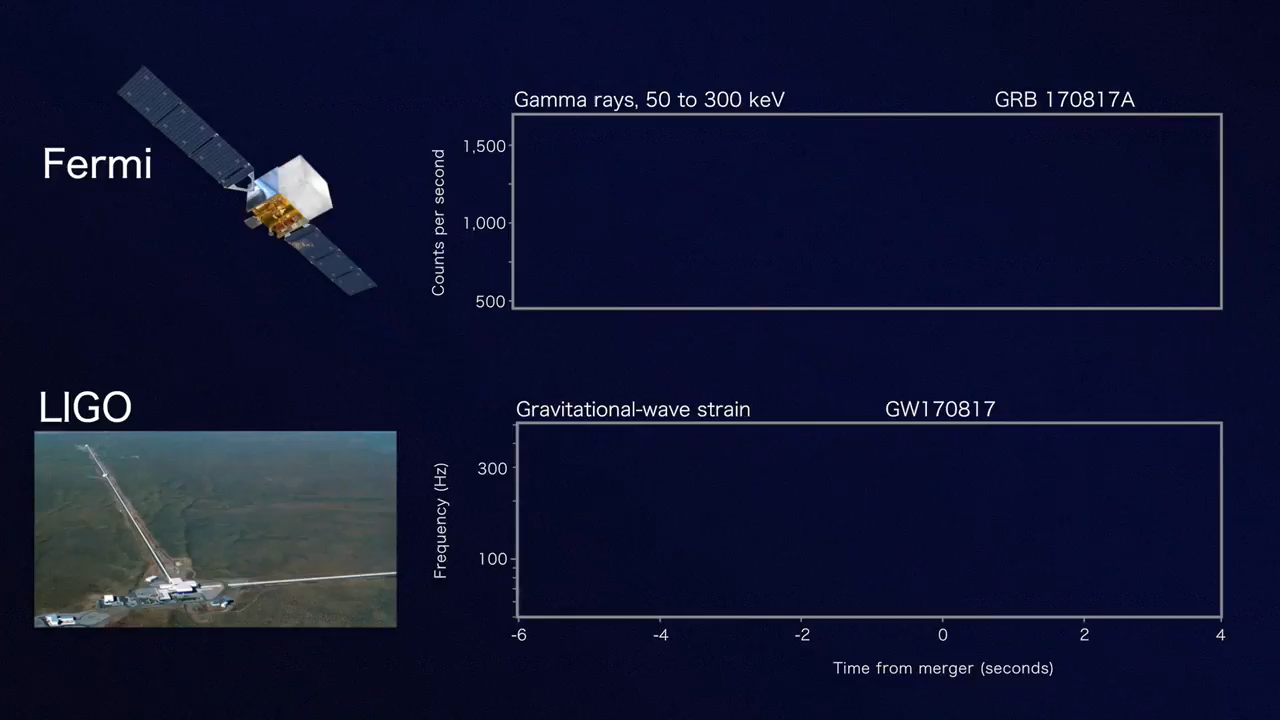 Fermi
Gamma rays, 50 to 300 keV
GRB 170817A
Counts per second
1,500
1,000
500
LIGO
Gravitational-wave strain
GW170817
Frequency (Hz)
300
100
-6 -4 -2 0 2 4
Time from merger (seconds)